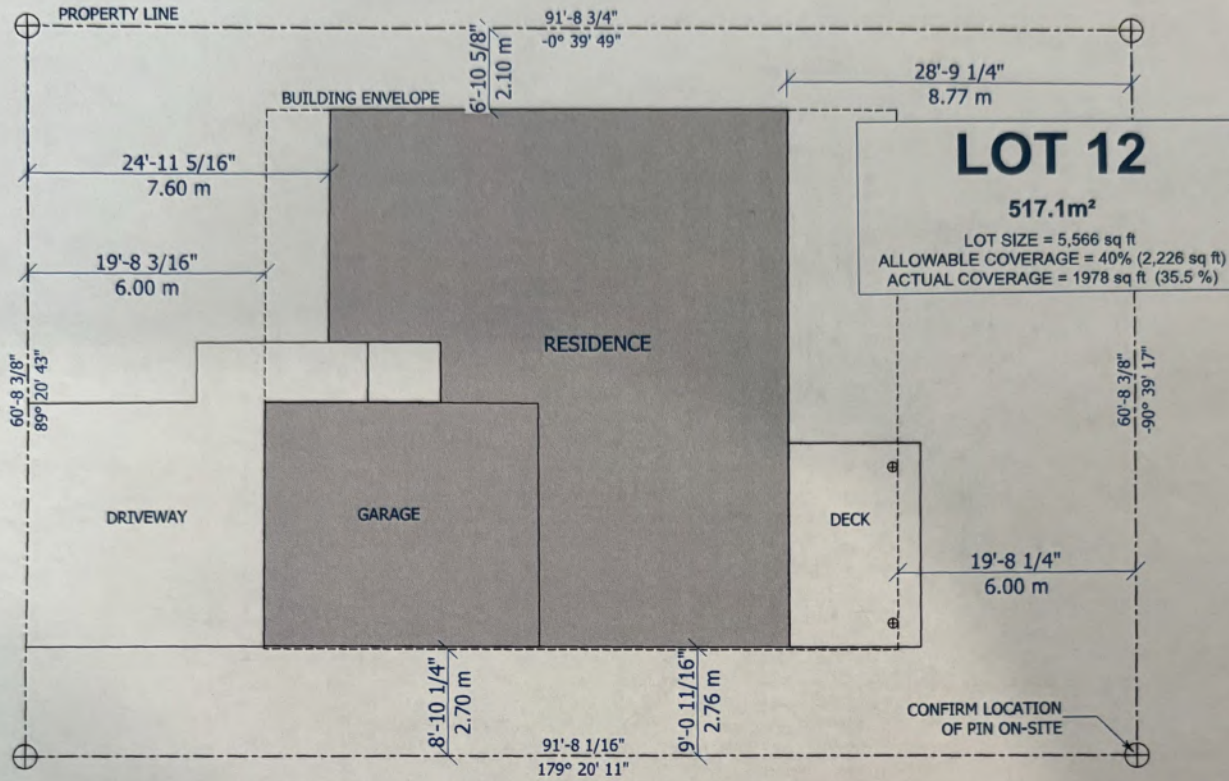 PROPERTY LINE
91'-8 3/4"
-0° 39' 49"
6'-10 5/8"
2.10 m
28'-9 1/4"
8.77 m
BUILDING ENVELOPE
LOT 12
517.1m²
LOT SIZE = 5,566 sq ft
ALLOWABLE COVERAGE = 40% (2,226 sq ft)
ACTUAL COVERAGE = 1978 sq ft (35.5 %)
24'-11 5/16"
7.60 m
19'-8 3/16"
6.00 m
RESIDENCE
60'-8 3/8"
89° 20' 43"
60'-8 3/8"
-90° 39' 17"
DRIVEWAY
GARAGE
DECK
19'-8 1/4"
6.00 m
8'-10 1/4"
2.70 m
9'-0 11/16"
2.76 m
CONFIRM LOCATION
OF PIN ON-SITE
91'-8 1/16"
179° 20' 11"